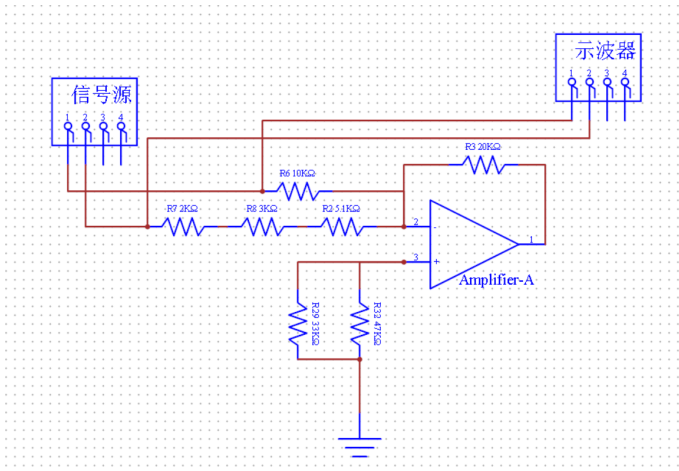 示波器
1 2 3 4
信号源
1 2 3 4
R3 20KΩ
R6 10KΩ
R7 2KΩ
R8 3KΩ
R2 5.1KΩ
2
-
1
3
+
Amplifier-A
R29 33KΩ
R32 47KΩ